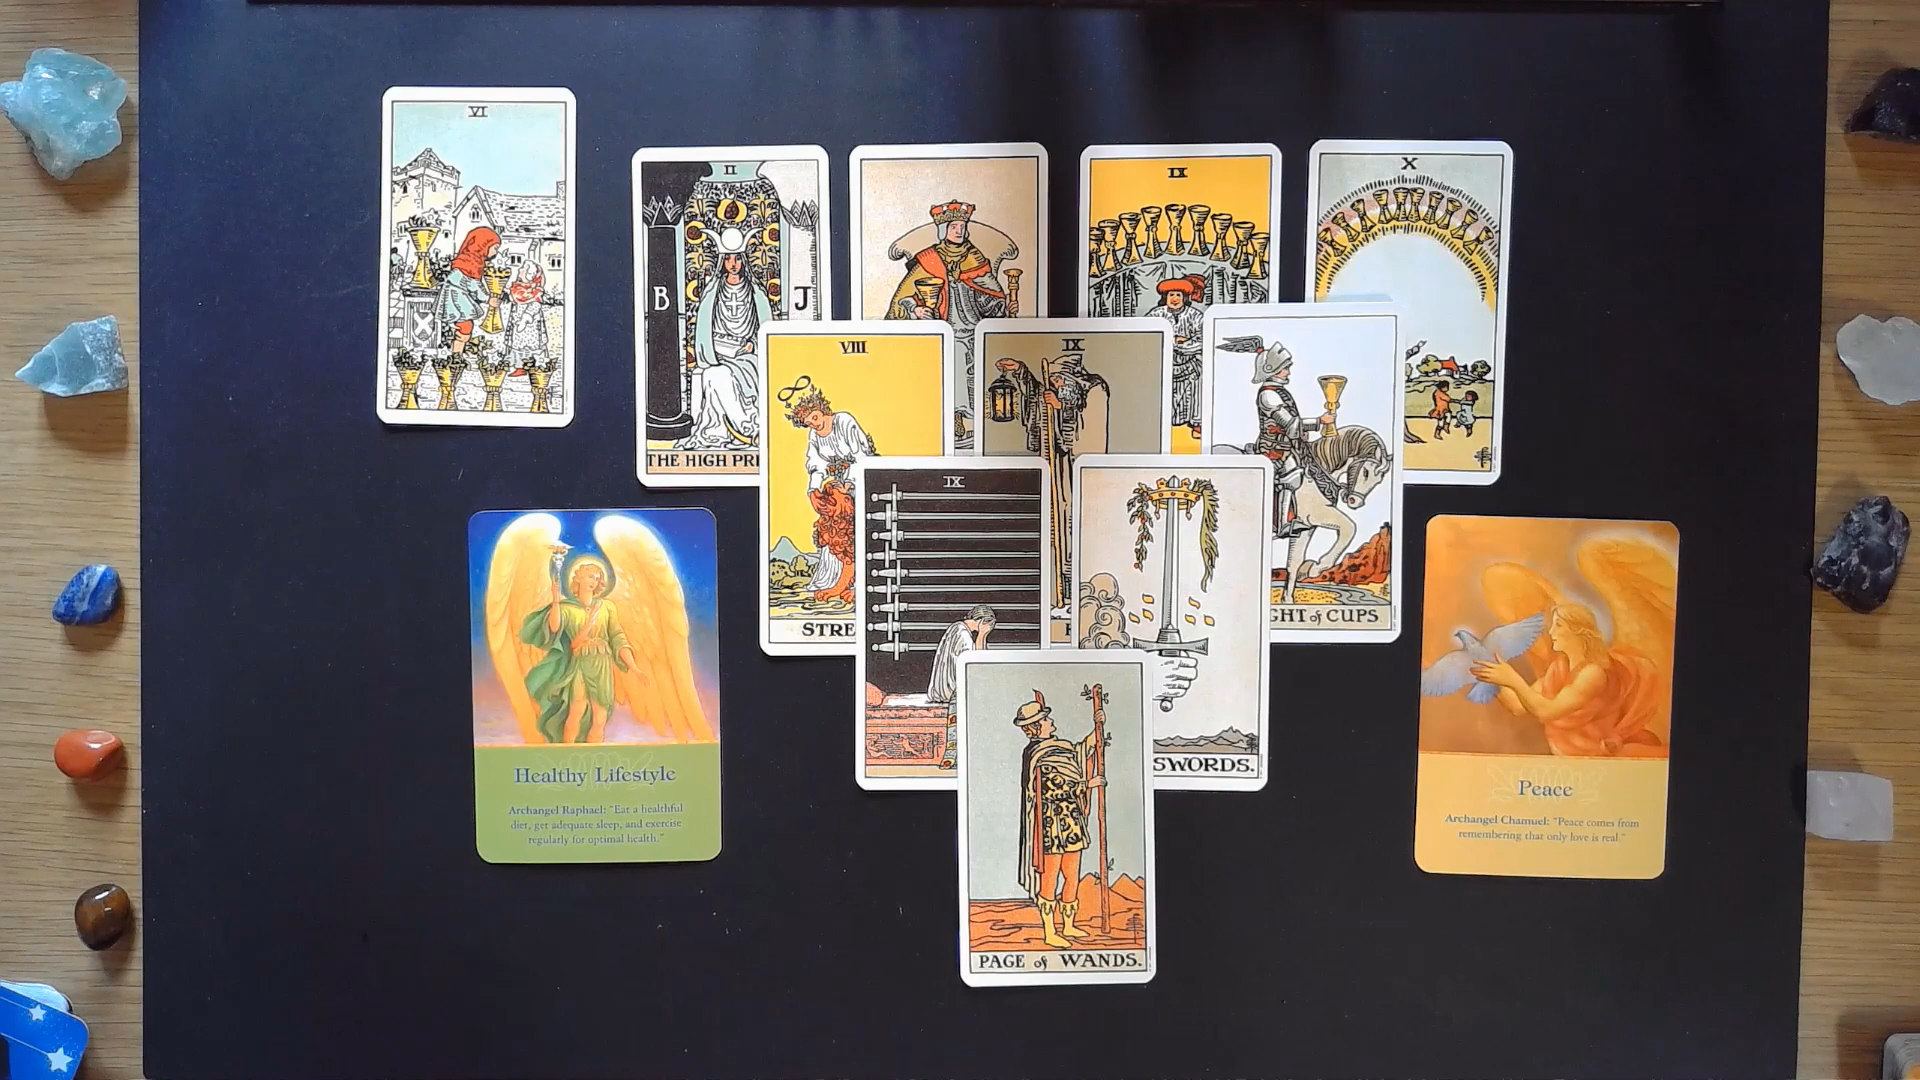 VI
II
IX
X
B
J
THE HIGH PRI
VIII
IX
IX
STRE
GHT of CUPS.
SWORDS.
PAGE of WANDS.
Healthy Lifestyle
Archangel Raphael: "Eat a healthful
diet, get adequate sleep, and exercise
regularly for optimal health."
Peace
Archangel Chamuel: "Peace comes from
remembering that only love is real."